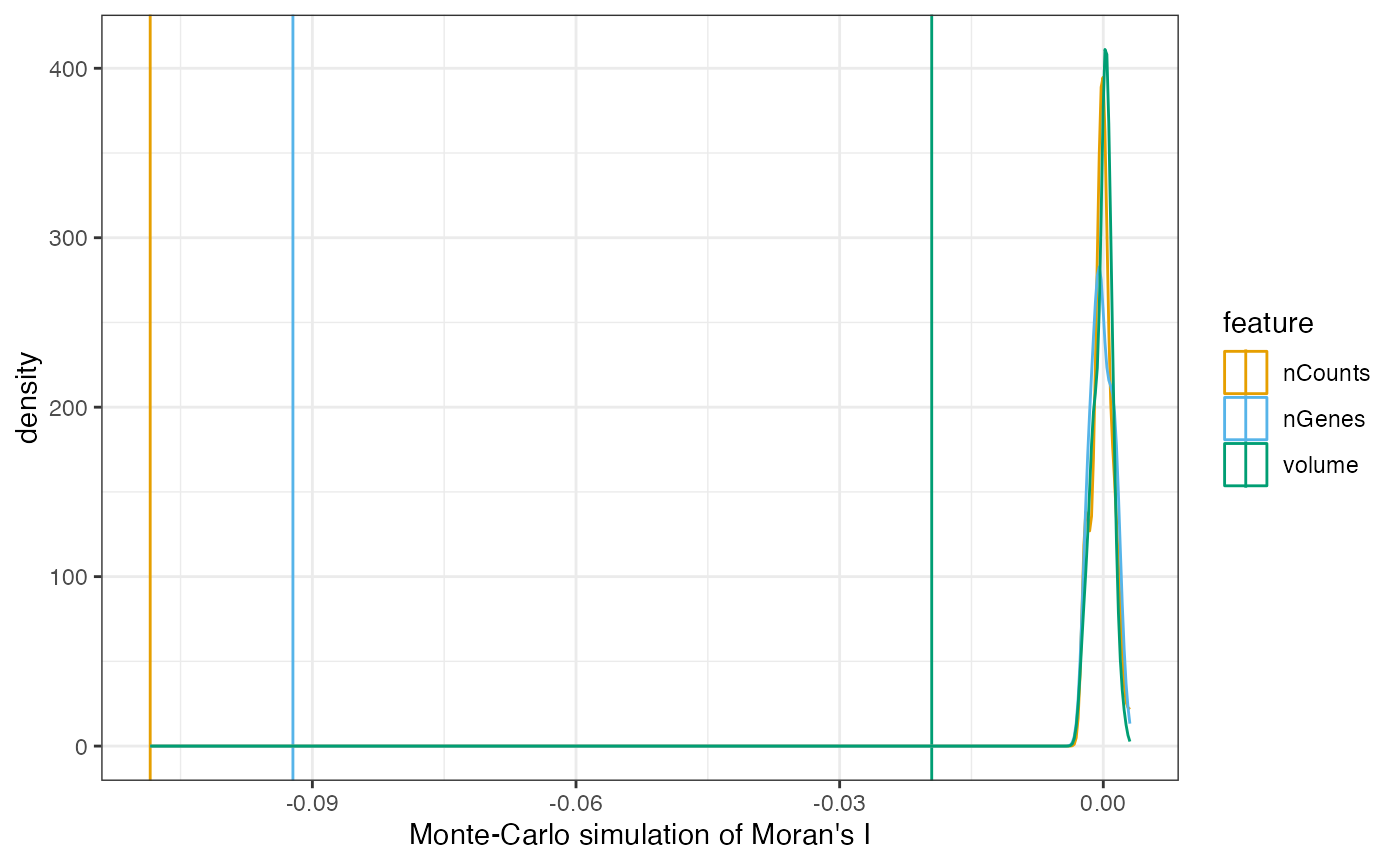 400
300
200
100
0
density
-0.09
-0.06
-0.03
0.00
Monte-Carlo simulation of Moran's I
feature
nCounts
nGenes
volume